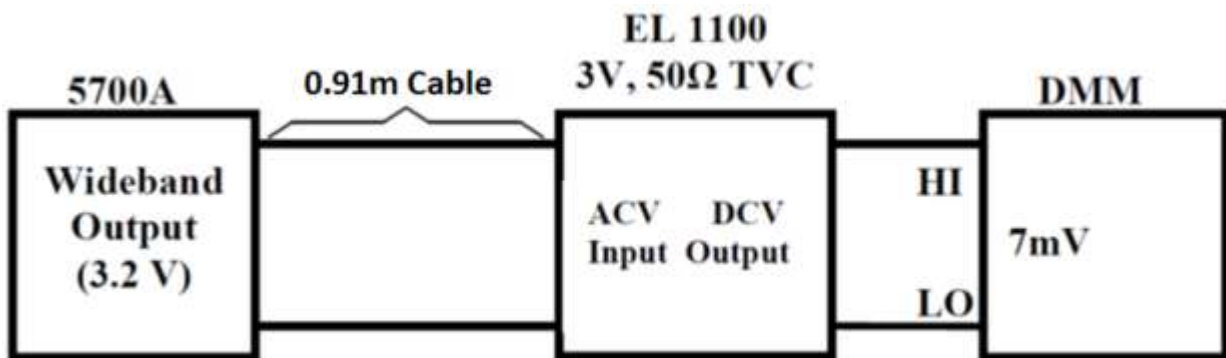 5700A
Wideband
Output
(3.2 V)
0.91m Cable
EL 1100
3V, 50Ω TVC
ACV DCV
Input Output
HI
LO
DMM
7mV